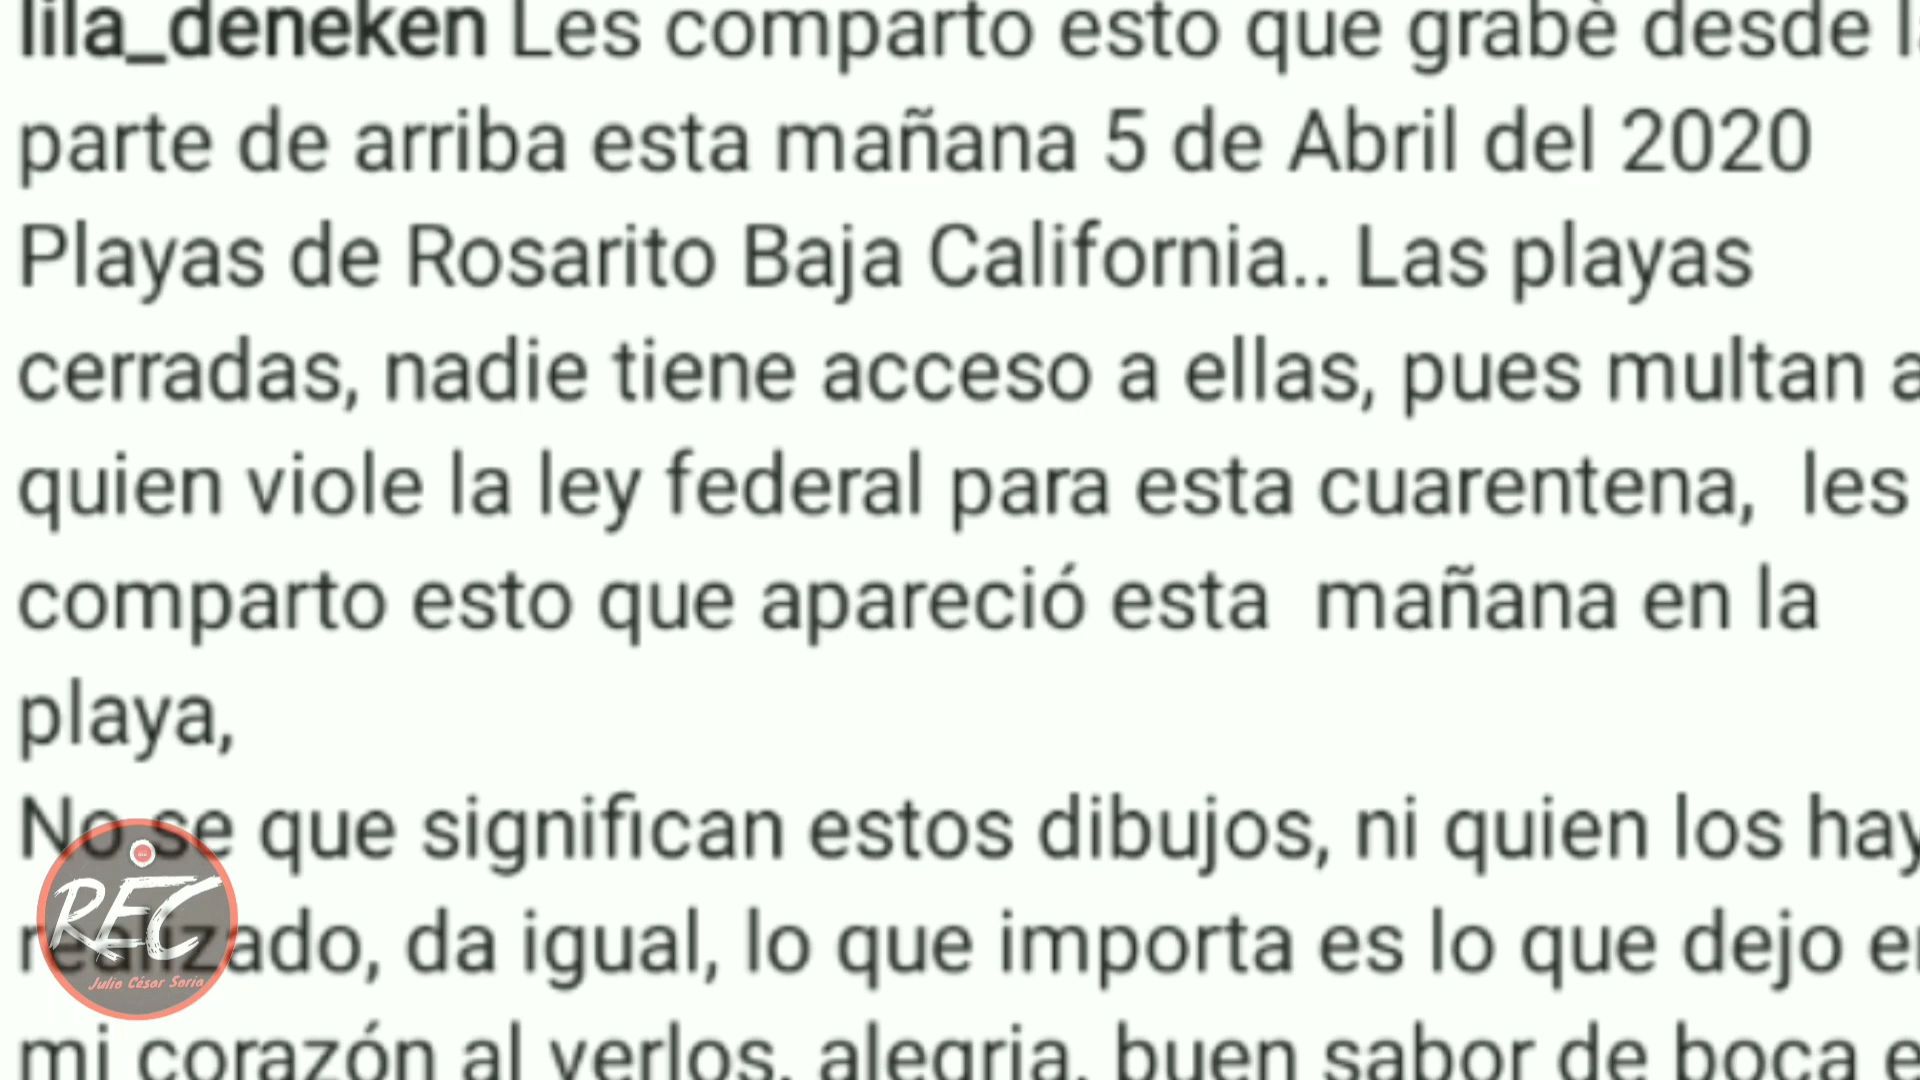 lila_deneken Les comparto esto que grabè desde l
parte de arriba esta mañana 5 de Abril del 2020
Playas de Rosarito Baja California.. Las playas
cerradas, nadie tiene acceso a ellas, pues multan a
quien viole la ley federal para esta cuarentena, les
comparto esto que apareció esta mañana en la
playa,
No se que significan estos dibujos, ni quien los hay
realizado, da igual, lo que importa es lo que dejo en
mi corazón al verlos, alegria, buen sabor de boca e
REC
Julio César Soria